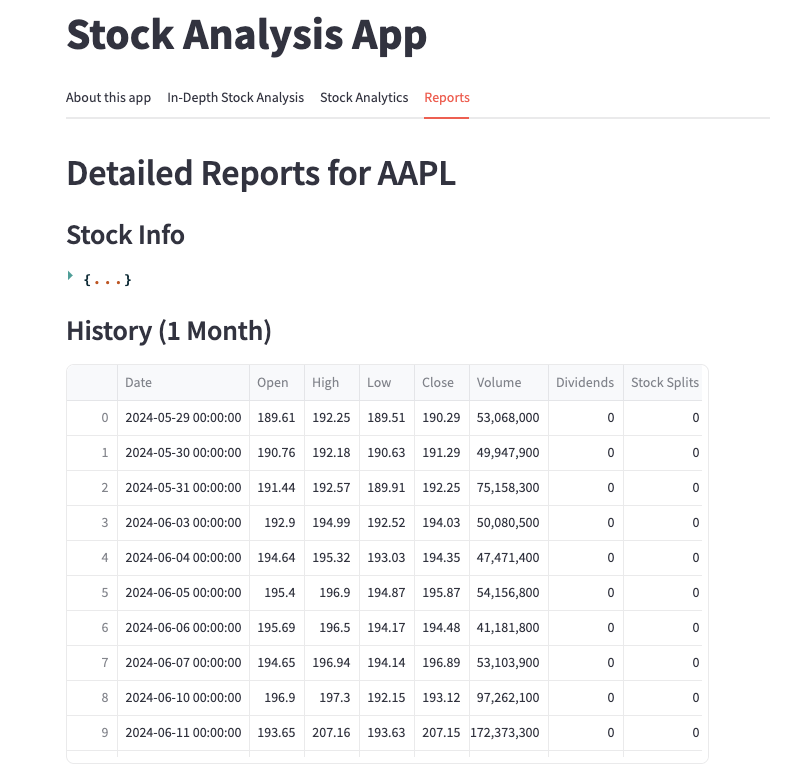 Stock Analysis App
About this app In-Depth Stock Analysis Stock Analytics Reports
Detailed Reports for AAPL
Stock Info
{...}
History (1 Month)
Date Open High Low Close Volume Dividends Stock Splits
0 2024-05-29 00:00:00 189.61 192.25 189.51 190.29 53,068,000 0 0
1 2024-05-30 00:00:00 190.76 192.18 190.63 191.29 49,947,900 0 0
2 2024-05-31 00:00:00 191.44 192.57 189.91 192.25 75,158,300 0 0
3 2024-06-03 00:00:00 192.9 194.99 192.52 194.03 50,080,500 0 0
4 2024-06-04 00:00:00 194.64 195.32 193.03 194.35 47,471,400 0 0
5 2024-06-05 00:00:00 195.4 196.9 194.87 195.87 54,156,800 0 0
6 2024-06-06 00:00:00 195.69 196.5 194.17 194.48 41,181,800 0 0
7 2024-06-07 00:00:00 194.65 196.94 194.14 196.89 53,103,900 0 0
8 2024-06-10 00:00:00 196.9 197.3 192.15 193.12 97,262,100 0 0
9 2024-06-11 00:00:00 193.65 207.16 193.63 207.15 172,373,300 0 0